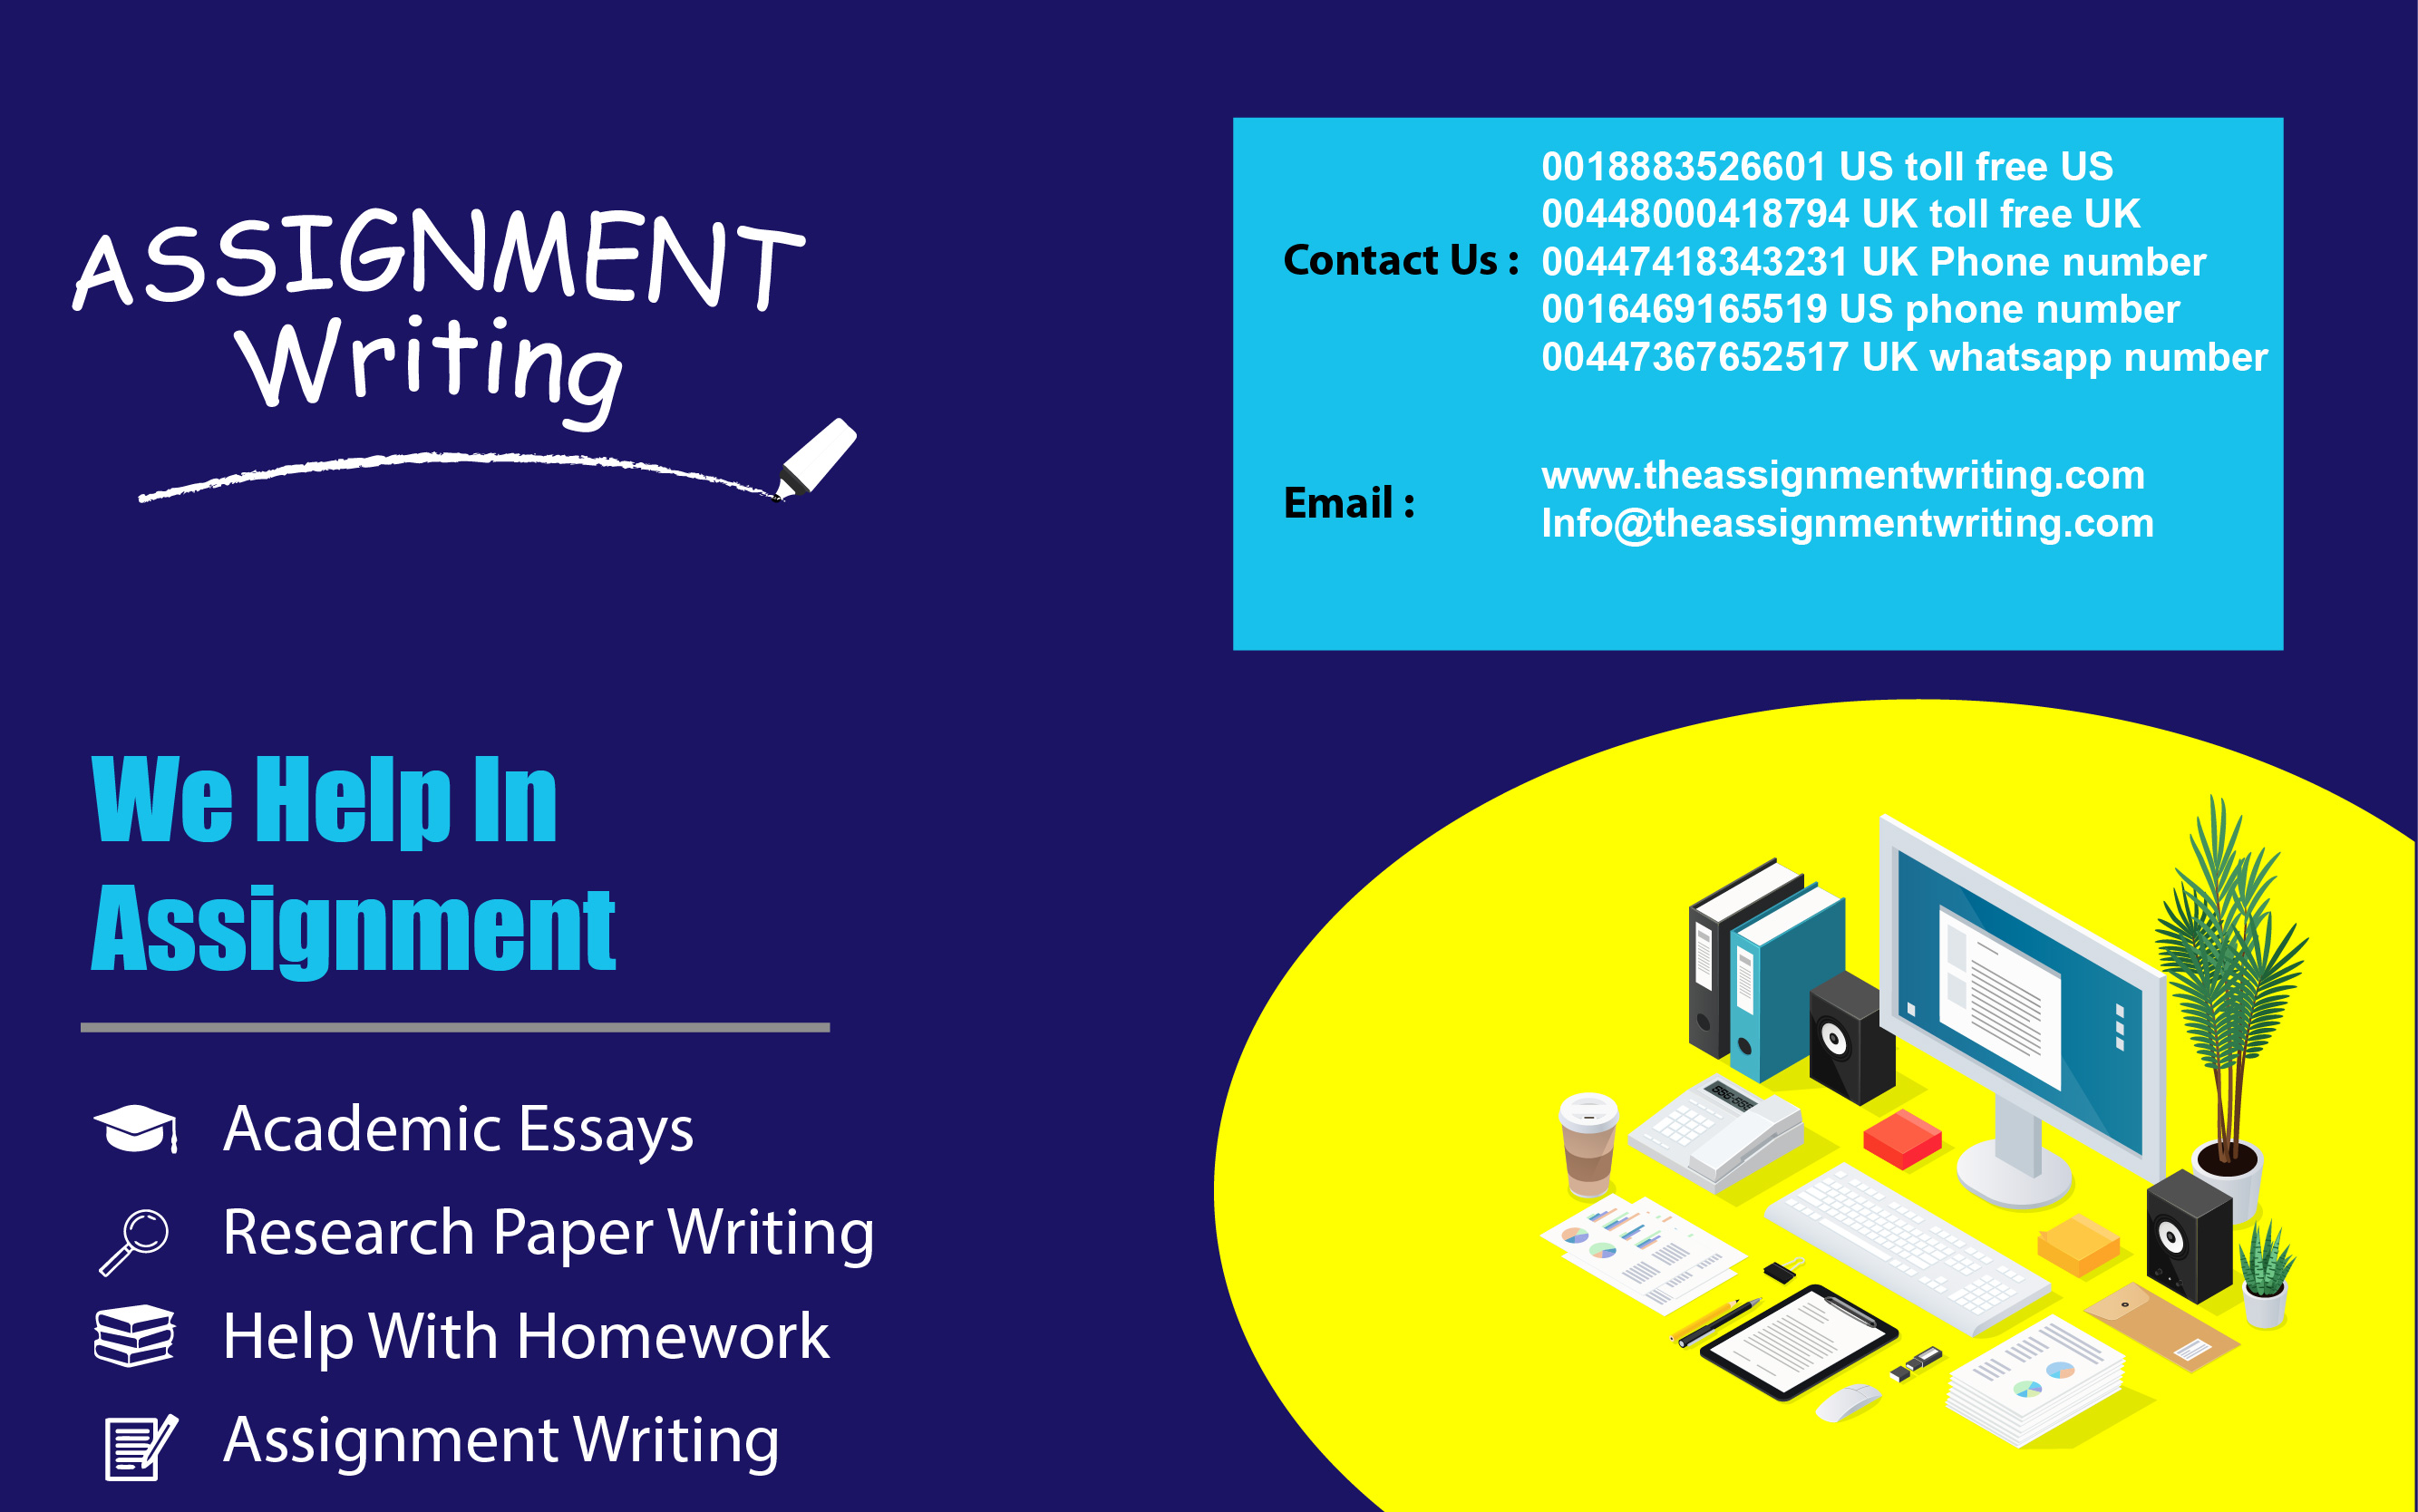 ASSIGNMENT
Writing
0018883526601 US toll free US
00448000418794 UK toll free UK
Contact Us : 00447418343231 UK Phone number
0016469165519 US phone number
00447367652517 UK whatsapp number
www.theassignmentwriting.com
Email :
Info@theassignmentwriting.com
We Help In
Assignment
Academic Essays
Research Paper Writing
Help With Homework
Assignment Writing